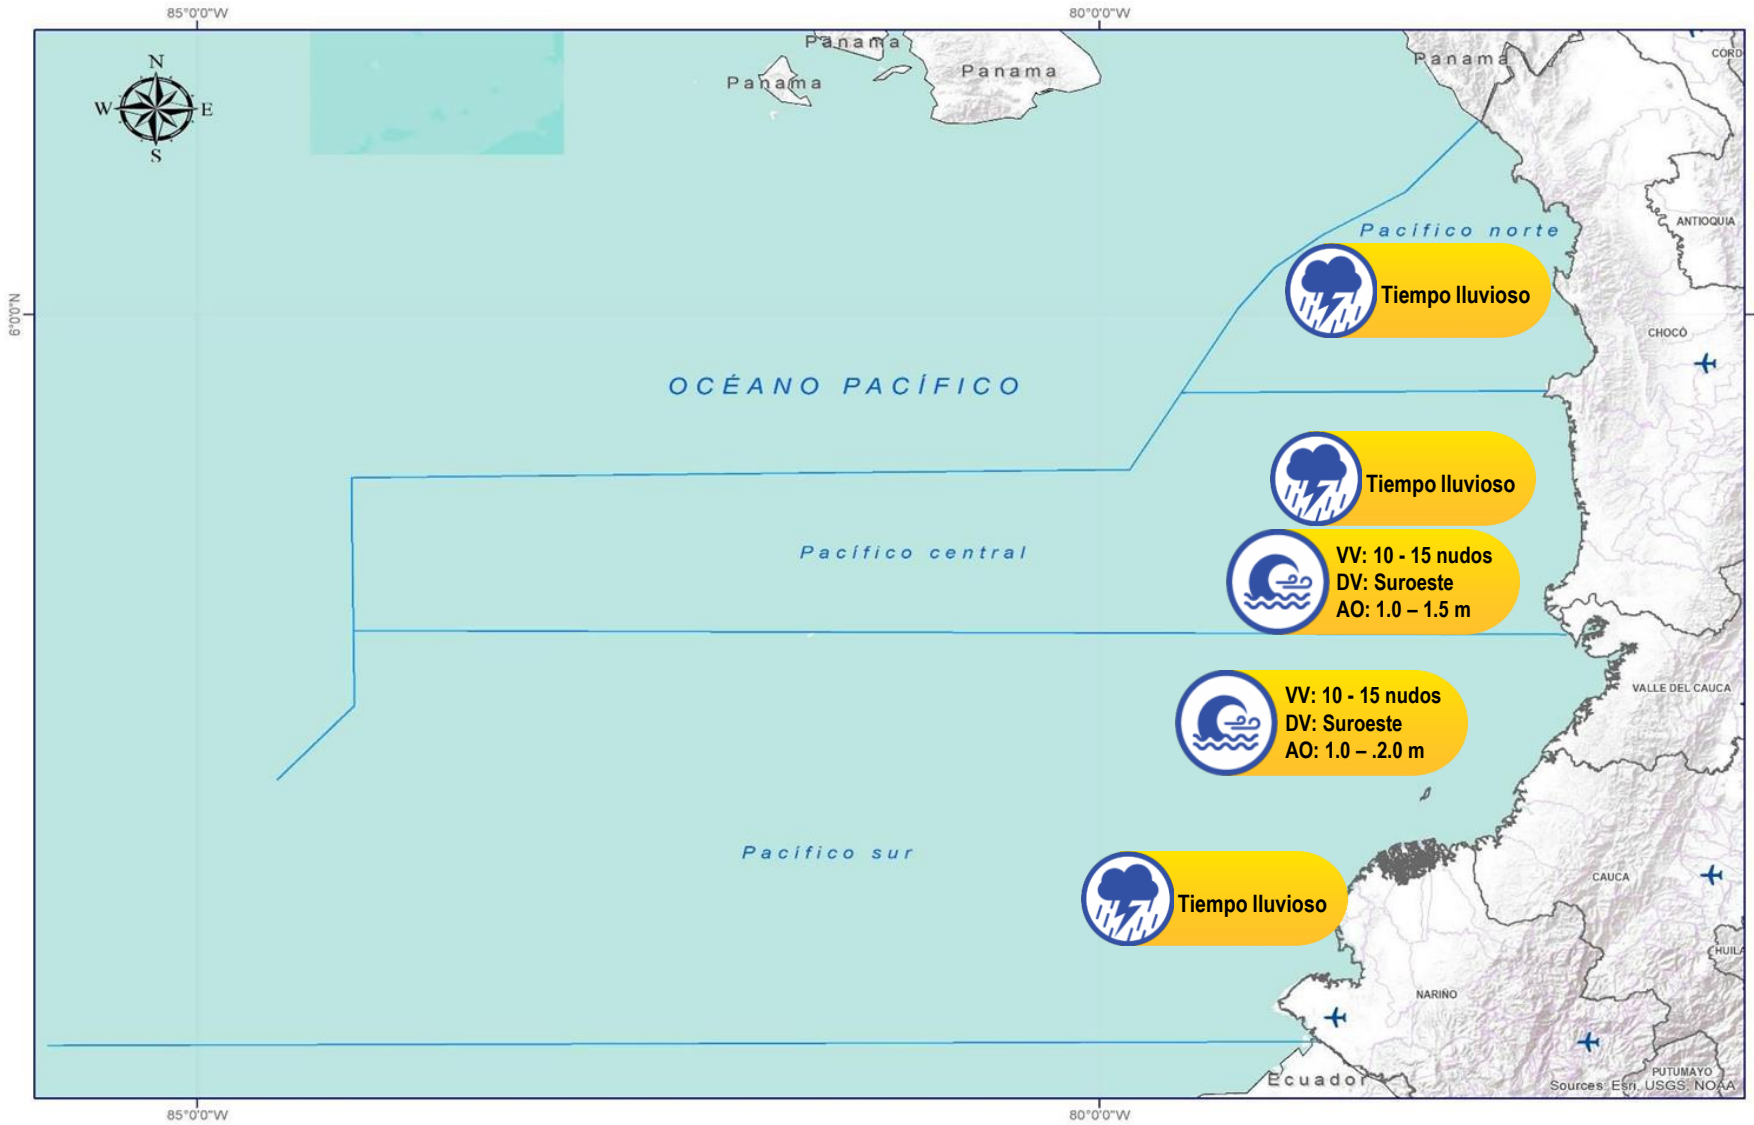 85°0'0"W
80°0'0"W
N
W
E
S
Panama
Panama
Panama
Panama
CÓRD
ANTIOQUIA
Pacífico norte
Tiempo lluvioso
6°0'0"N
CHOCÓ
OCÉANO PACÍFICO
Tiempo lluvioso
Pacífico central
VV: 10 - 15 nudos
DV: Suroeste
AO: 1.0 – 1.5 m
VALLE DEL CAUCA
VV: 10 - 15 nudos
DV: Suroeste
AO: 1.0 – .2.0 m
Pacífico sur
CAUCA
Tiempo lluvioso
HUILA
NARIÑO
Ecuador
PUTUMAYO
Sources: Esri, USGS, NOAA
85°0'0"W
80°0'0"W